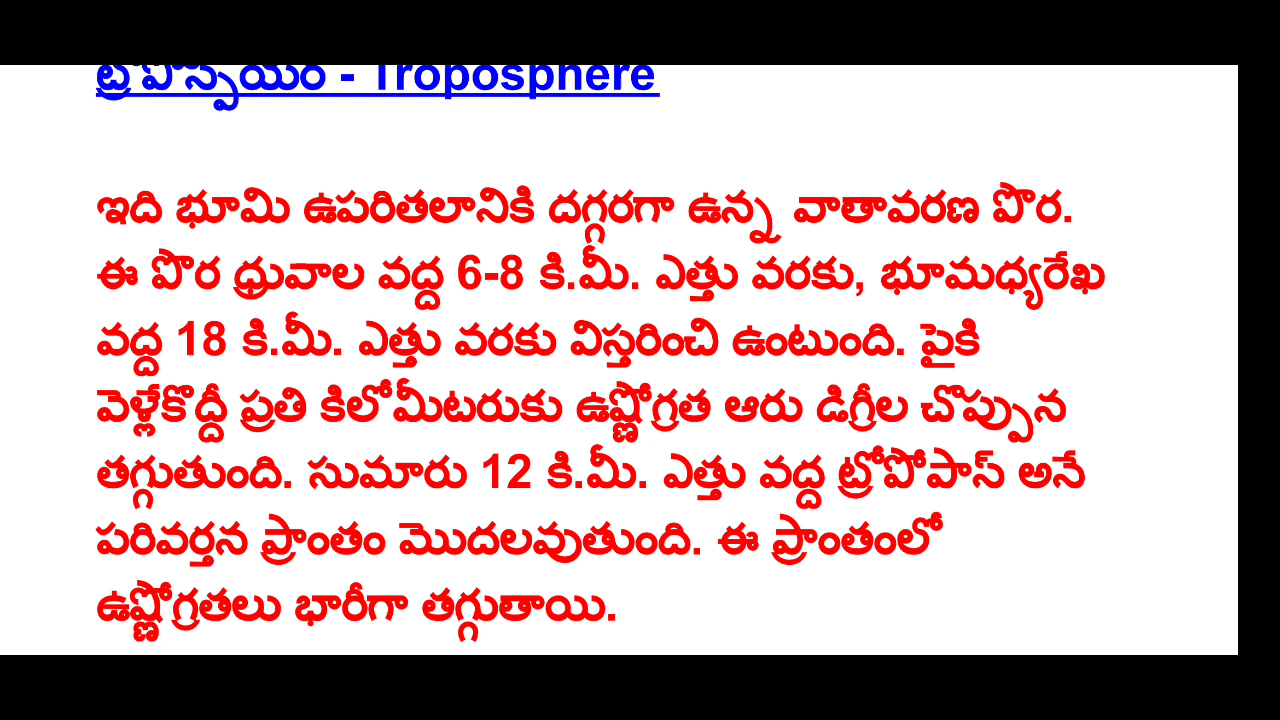 ట్రోపోస్పియం - Troposphere
ఇది భూమి ఉపరితలానికి దగ్గరగా ఉన్న వాతావరణ పొర.
ఈ పొర ధ్రువాల వద్ద 6-8 కి.మీ. ఎత్తు వరకు, భూమధ్యరేఖ
వద్ద 18 కి.మీ. ఎత్తు వరకు విస్తరించి ఉంటుంది. పైకి
వెళ్లేకొద్దీ ప్రతి కిలోమీటరుకు ఉష్ణోగ్రత ఆరు డిగ్రీల చొప్పున
తగ్గుతుంది. సుమారు 12 కి.మీ. ఎత్తు వద్ద ట్రోపోపాస్ అనే
పరివర్తన ప్రాంతం మొదలవుతుంది. ఈ ప్రాంతంలో
ఉష్ణోగ్రతలు భారీగా తగ్గుతాయి.